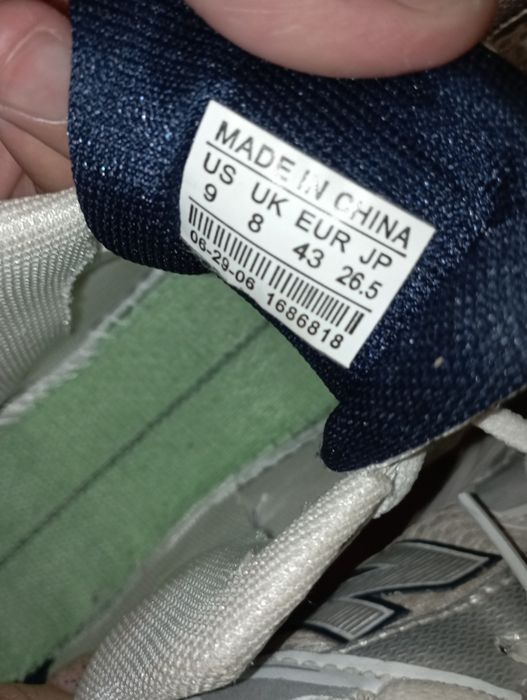 MADE IN CHINA
US UK EUR JP
9 8 43 26.5
06-29-06 1686818